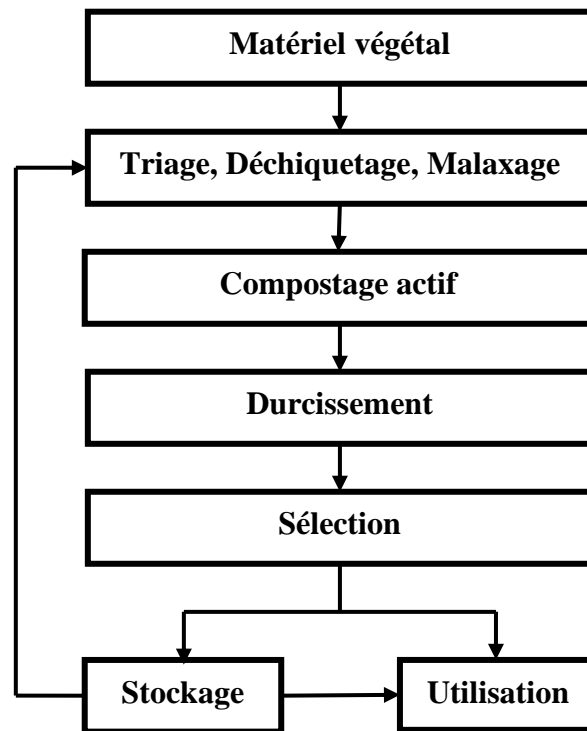 Matériel végétal
Triage, Déchiquetage, Malaxage
Compostage actif
Durcissement
Sélection
Stockage
Utilisation